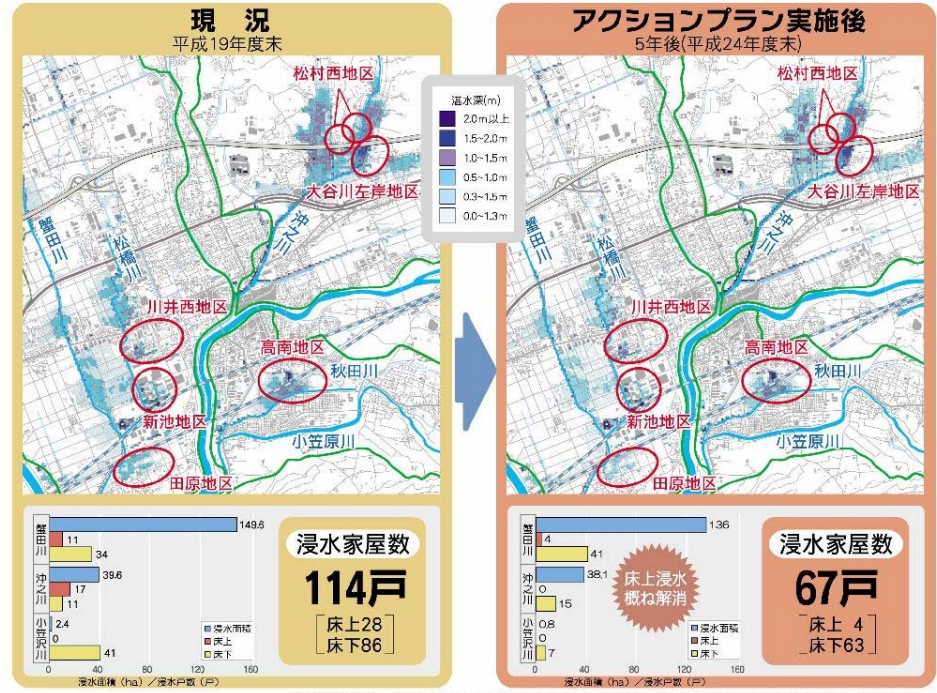 現 況
平成19年度末
松村西地区
大谷川左岸地区
沖之川
蟹田川
松橋川
川井西地区
高南地区
秋田川
新池地区
小笠原川
田原地区
湛水深(m)
2.0m以上
1.5~2.0m
1.0~1.5m
0.5~1.0m
0.3~1.5m
0.0~1.3m
蟹田川
149.6
11
34
沖之川
39.6
17
11
小笠沢川
2.4
0
41
浸水面積
床上
床下
0 40 80 120 160
浸水面積(ha)/浸水戸数(戸)
浸水家屋数
114戸
床上28
床下86
アクションプラン実施後
5年後(平成24年度末)
松村西地区
大谷川左岸地区
沖之川
蟹田川
松橋川
川井西地区
高南地区
秋田川
新池地区
小笠原川
田原地区
蟹田川
136
4
41
沖之川
38.1
0
15
小笠沢川
0.8
0
7
床上浸水
概ね解消
浸水面積
床上
床下
0 40 80 120 160
浸水面積(ha)/浸水戸数(戸)
浸水家屋数
67戸
床上 4
床下63